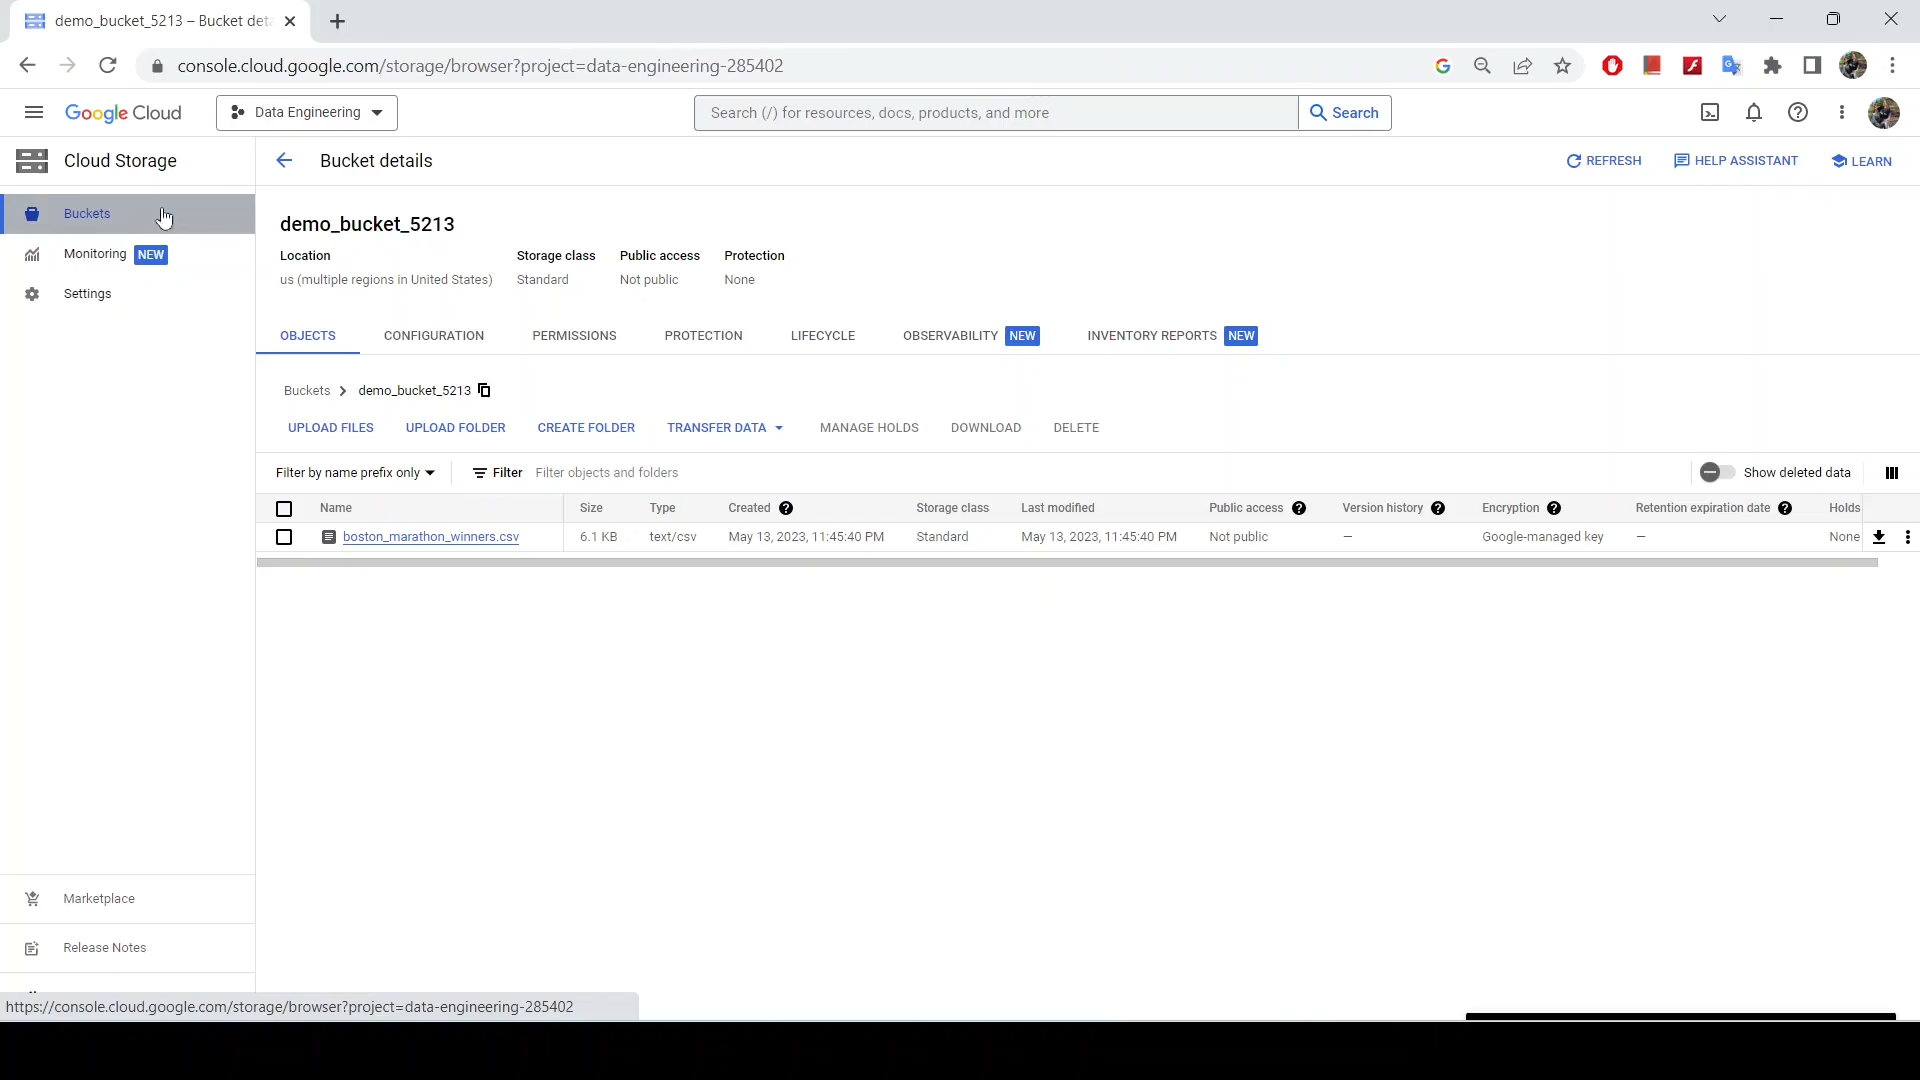 demo_bucket_5213 – Bucket deta
console.cloud.google.com/storage/browser?project=data-engineering-285402
Google Cloud
Data Engineering
Search (/) for resources, docs, products, and more
Search
Cloud Storage
Bucket details
REFRESH
HELP ASSISTANT
LEARN
Buckets
Monitoring NEW
Settings
demo_bucket_5213
Location Storage class Public access Protection
us (multiple regions in United States) Standard Not public None
OBJECTS CONFIGURATION PERMISSIONS PROTECTION LIFECYCLE OBSERVABILITY NEW INVENTORY REPORTS NEW
Buckets > demo_bucket_5213
UPLOAD FILES UPLOAD FOLDER CREATE FOLDER TRANSFER DATA MANAGE HOLDS DOWNLOAD DELETE
Filter by name prefix only Filter Filter objects and folders Show deleted data
Name Size Type Created Storage class Last modified Public access Version history Encryption Retention expiration date Holds
boston_marathon_winners.csv 6.1 KB text/csv May 13, 2023, 11:45:40 PM Standard May 13, 2023, 11:45:40 PM Not public — Google-managed key — None
Marketplace
Release Notes
https://console.cloud.google.com/storage/browser?project=data-engineering-285402